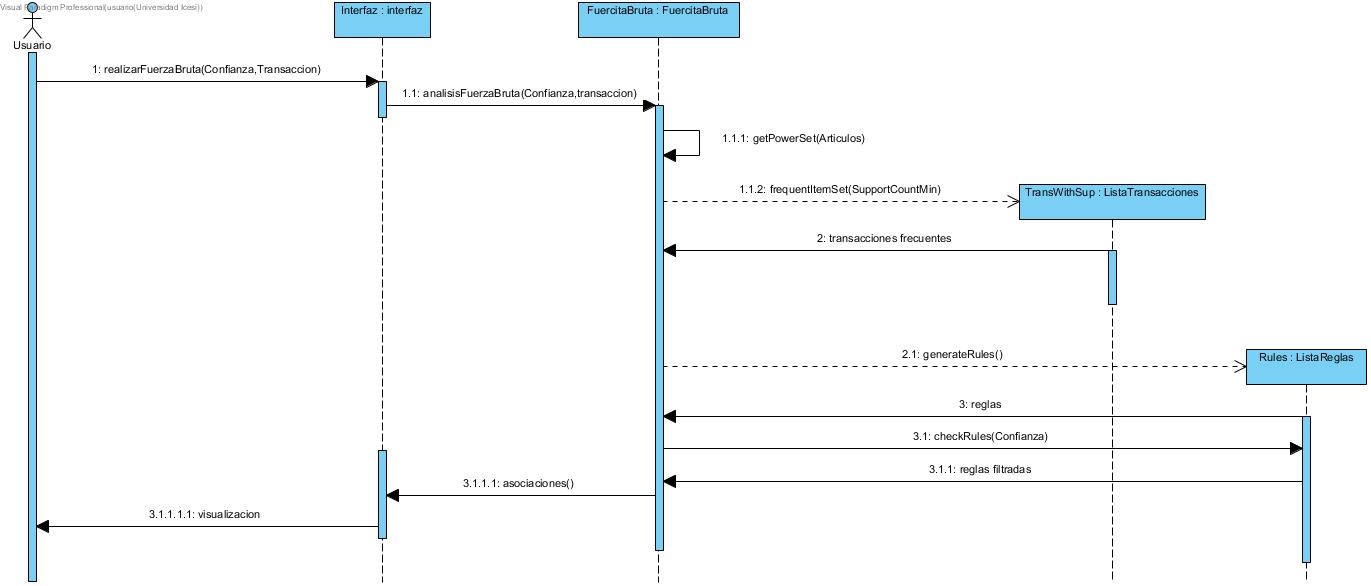 Visual Paradigm Professional(usuario(Universidad Icesi))
Usuario
Interfaz : interfaz
FuercitaBruta : FuercitaBruta
1: realizarFuerzaBruta(Confianza,Transaccion)
1.1: analisisFuerzaBruta(Confianza,transaccion)
1.1.1: getPowerSet(Articulos)
1.1.2: frequentItemSet(SupportCountMin)
TransWithSup : ListaTransacciones
2: transacciones frecuentes
2.1: generateRules()
Rules : ListaReglas
3: reglas
3.1: checkRules(Confianza)
3.1.1: reglas filtradas
3.1.1.1: asociaciones()
3.1.1.1.1: visualizacion